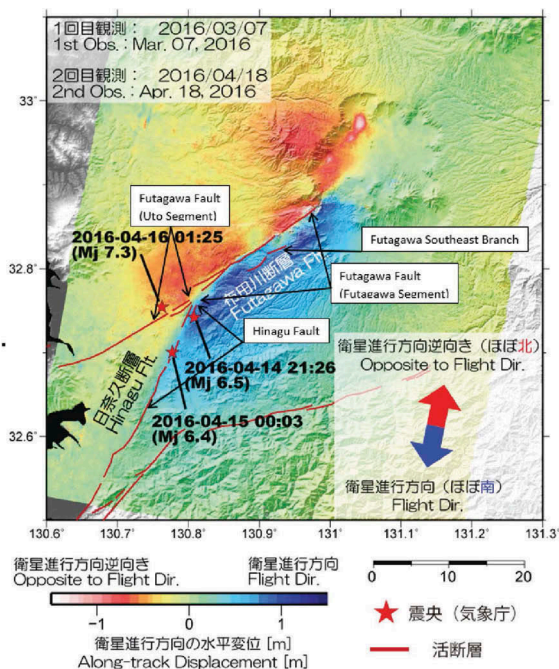 1回目観測： 2016/03/07
1st Obs.: Mar. 07, 2016
2回目観測： 2016/04/18
2nd Obs.: Apr. 18, 2016
33°
32.8°
32.6°
Futagawa Fault
(Uto Segment)
2016-04-16 01:25
(Mj 7.3)
Futagawa Southeast Branch
布田川断層
Futagawa Flt.
Futagawa Fault
(Futagawa Segment)
Hinagu Fault
日奈久断層
Hinagu Flt.
2016-04-14 21:26
(Mj 6.5)
2016-04-15 00:03
(Mj 6.4)
衛星進行方向逆向き（ほぼ北）
Opposite to Flight Dir.
衛星進行方向（ほぼ南）
Flight Dir.
130.6° 130.7° 130.8° 130.9° 131° 131.1° 131.2° 131.3°
衛星進行方向逆向き 衛星進行方向
Opposite to Flight Dir. Flight Dir.
−1 0 1
衛星進行方向の水平変位 [m]
Along-track Displacement [m]
0 10 20
震央（気象庁）
活断層